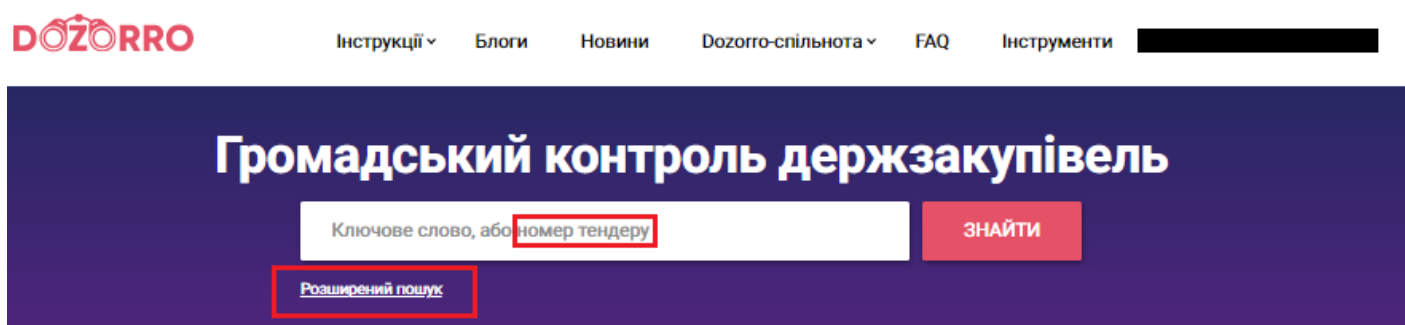 DOZORRO Інструкції Блоги Новини Dozorro-спільнота FAQ Інструменти
Громадський контроль держзакупівель
Ключове слово, або номер тендеру ЗНАЙТИ
Розширений пошук